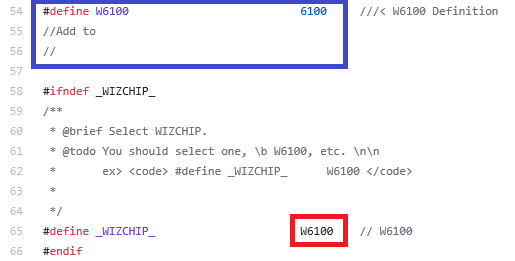 54 #define W6100 6100 ///< W6100 Definition
55 //Add to
56 //
57
58 #ifndef _WIZCHIP_
59 /**
60 * @brief Select WIZCHIP.
61 * @todo You should select one, \b W6100, etc. \n\n
62 * ex> <code> #define _WIZCHIP_ W6100 </code>
63 *
64 */
65 #define _WIZCHIP_ W6100 // W6100
66 #endif